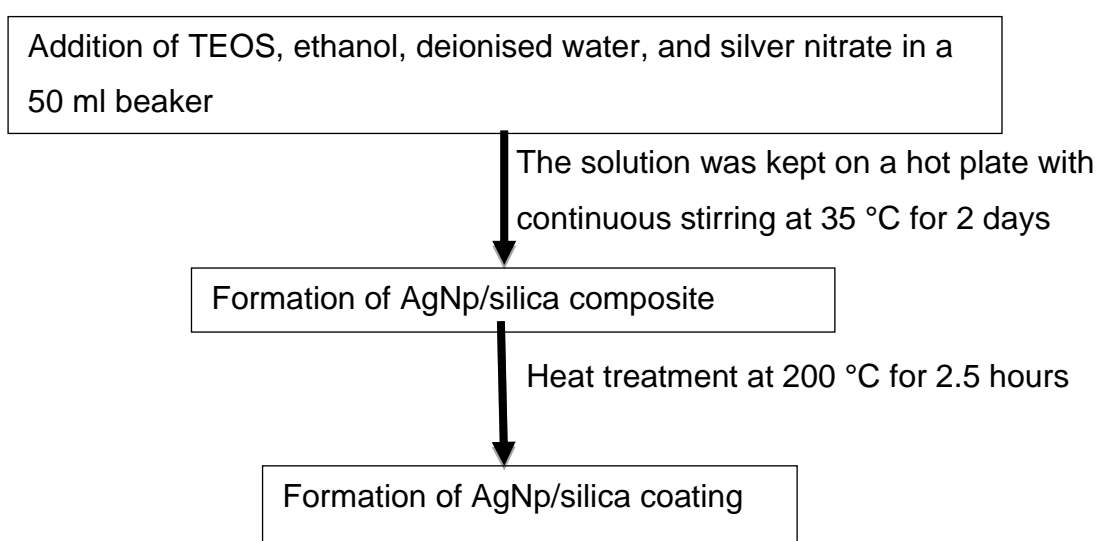 Addition of TEOS, ethanol, deionised water, and silver nitrate in a
50 ml beaker
The solution was kept on a hot plate with
continuous stirring at 35 °C for 2 days
Formation of AgNp/silica composite
Heat treatment at 200 °C for 2.5 hours
Formation of AgNp/silica coating